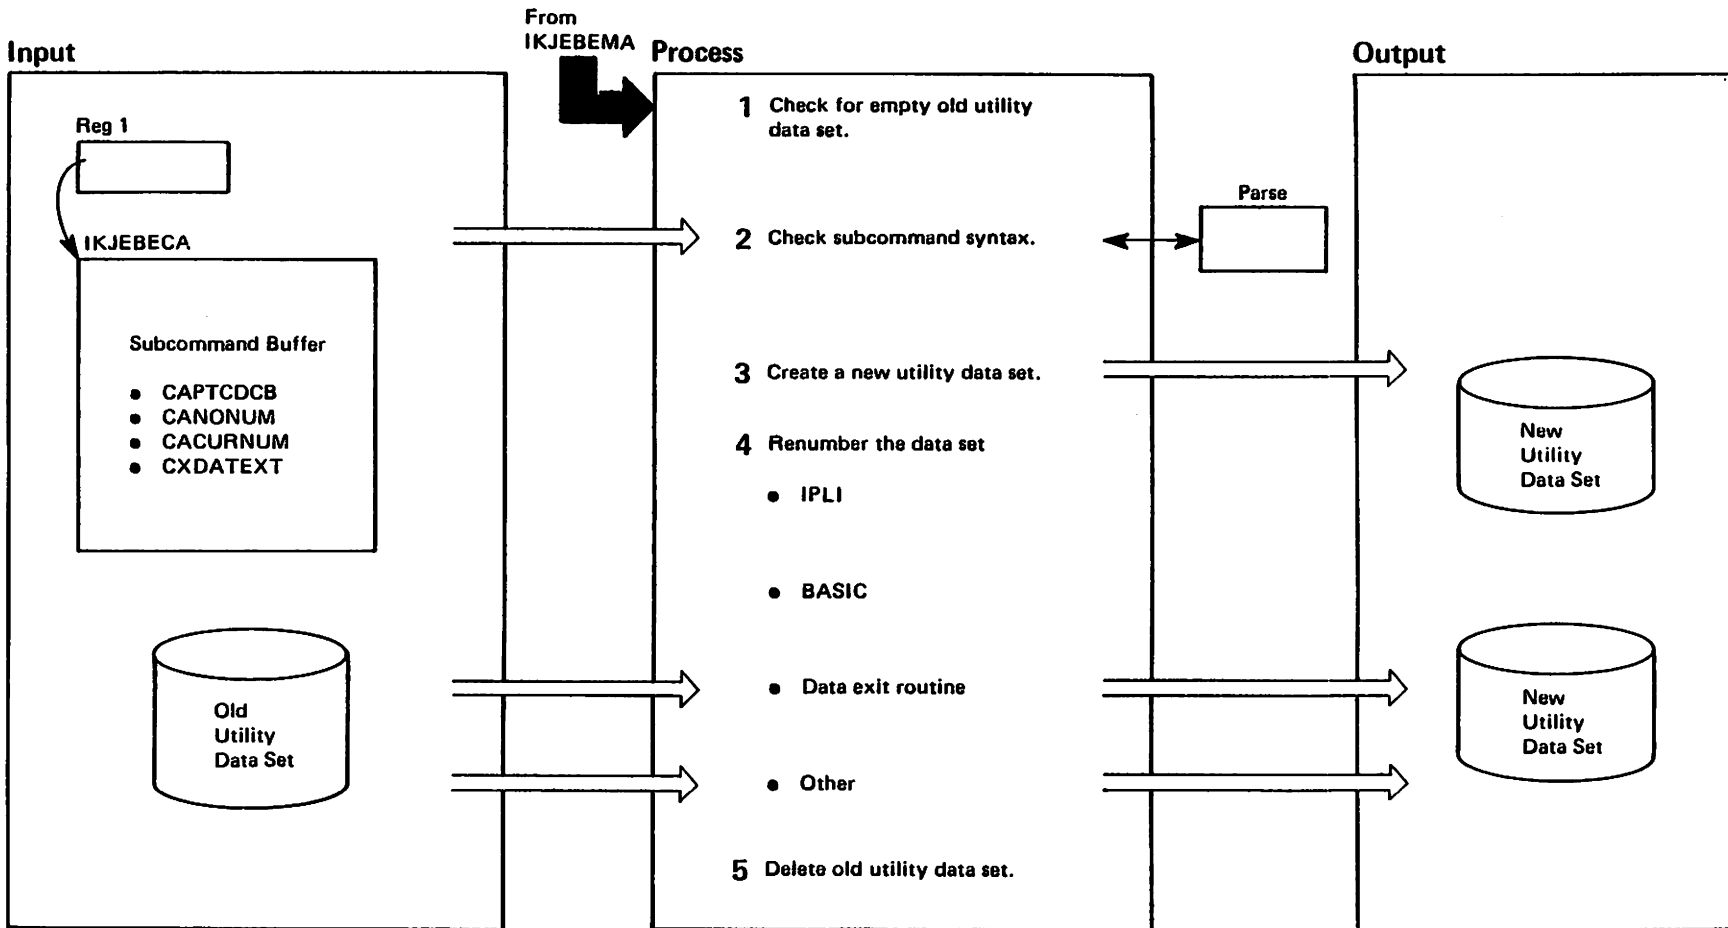 From
IKJEBEMA
Input
Process
Output
Reg 1
IKJEBECA
Subcommand Buffer
• CAPTCDCB
• CANONUM
• CACURNUM
• CXDATEXT
Old
Utility
Data Set
1 Check for empty old utility
data set.
2 Check subcommand syntax.
Parse
3 Create a new utility data set.
4 Renumber the data set
• IPLI
• BASIC
• Data exit routine
• Other
5 Delete old utility data set.
New
Utility
Data Set
New
Utility
Data Set